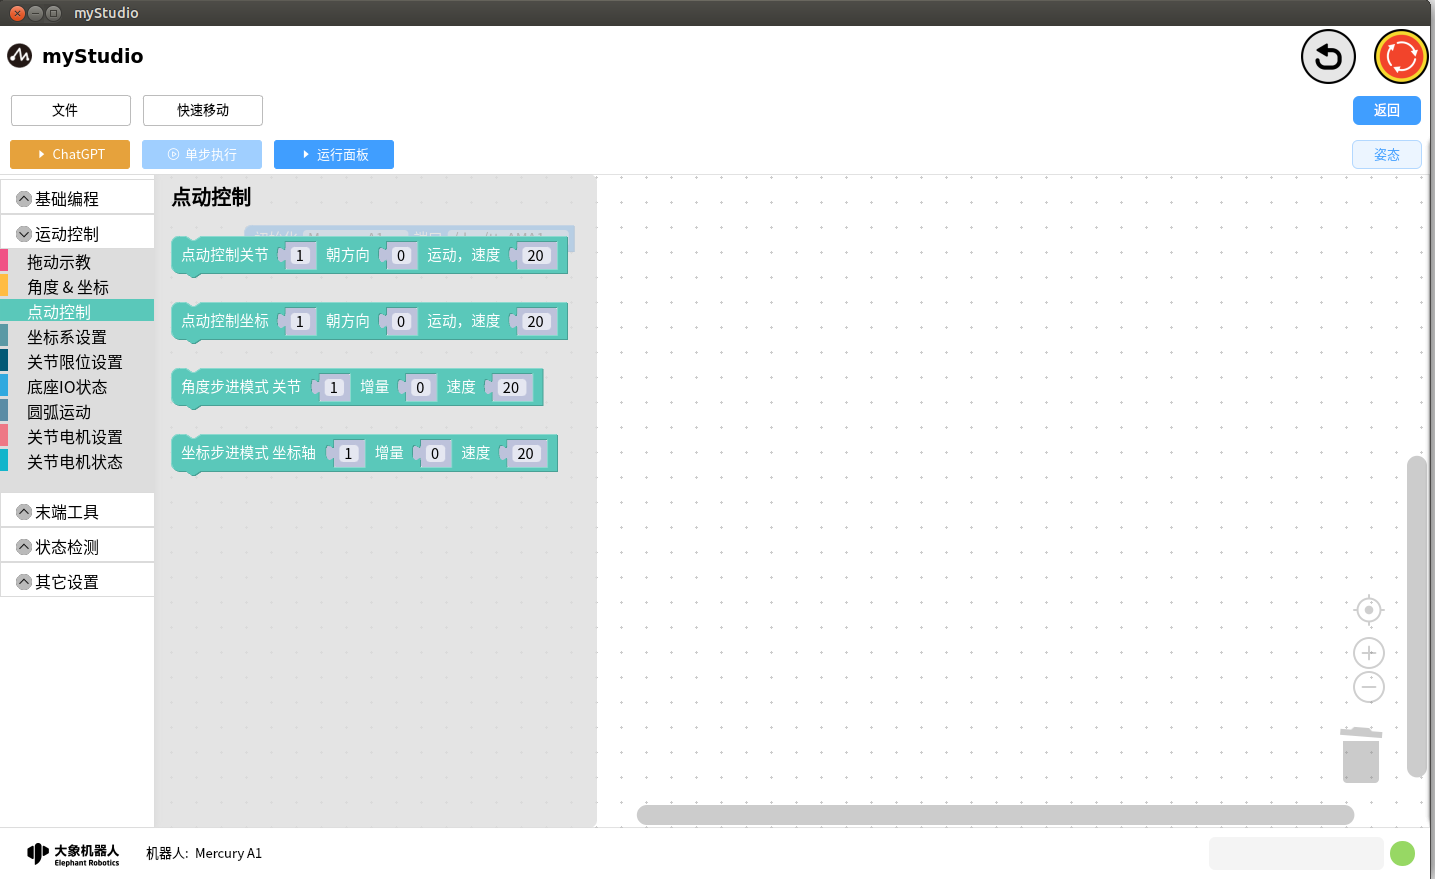 myStudio
myStudio
文件
快速移动
返回
ChatGPT
单步执行
运行面板
姿态
基础编程
运动控制
拖动示教
角度 & 坐标
点动控制
坐标系设置
关节限位设置
底座IO状态
圆弧运动
关节电机设置
关节电机状态
末端工具
状态检测
其它设置
点动控制
点动控制关节 1 朝方向 0 运动，速度 20
点动控制坐标 1 朝方向 0 运动，速度 20
角度步进模式 关节 1 增量 0 速度 20
坐标步进模式 坐标轴 1 增量 0 速度 20
大象机器人
Elephant Robotics
机器人: Mercury A1